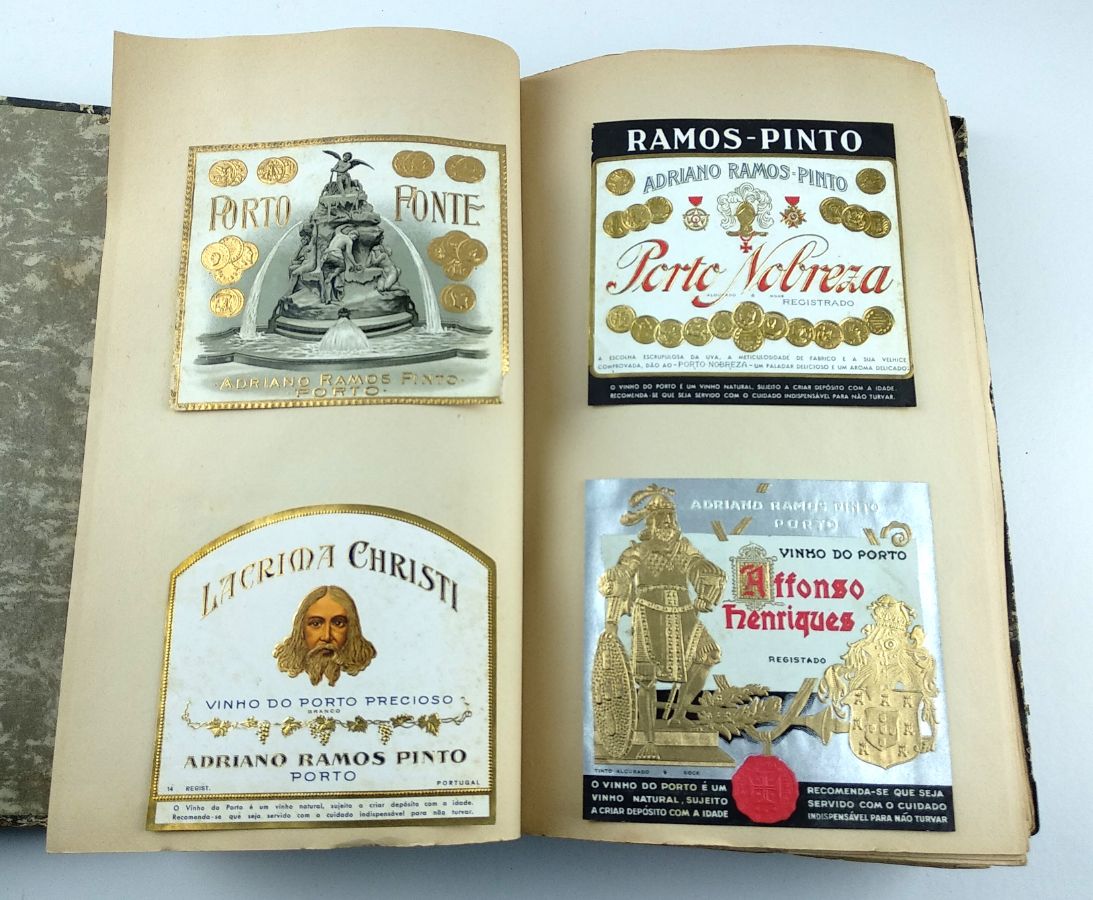 PORTO FONTE
ADRIANO RAMOS PINTO
PORTO
LACRIMA CHRISTI
VINHO DO PORTO PRECIOSO
BRANCO
ADRIANO RAMOS PINTO
PORTO
14 REGIST.
PORTUGAL
O Vinho do Porto é um vinho natural, sujeito a criar depósito com a idade.
Recomenda-se que seja servido com o cuidado indispensável para não turvar.
RAMOS-PINTO
ADRIANO RAMOS-PINTO
Porto Nobreza
ALOURADO
REGISTRADO
A ESCOLHA ESCRUPULOSA DA UVA, A METICULOSIDADE DE FABRICO E A SUA VELHICE
COMPROVADA, DÃO AO -PORTO NOBREZA- UM PALADAR DELICIOSO E UM AROMA DELICADO
O VINHO DO PORTO É UM VINHO NATURAL, SUJEITO A CRIAR DEPÓSITO COM A IDADE.
RECOMENDA-SE QUE SEJA SERVIDO COM O CUIDADO INDISPENSÁVEL PARA NÃO TURVAR.
ADRIANO RAMOS PINTO
PORTO
VINHO DO PORTO
Affonso
Henriques
REGISTADO
TINTO ALOURADO DOCE
O VINHO DO PORTO É UM
VINHO NATURAL, SUJEITO
A CRIAR DEPÓSITO COM A IDADE
RECOMENDA-SE QUE SEJA
SERVIDO COM O CUIDADO
INDISPENSÁVEL PARA NÃO TURVAR